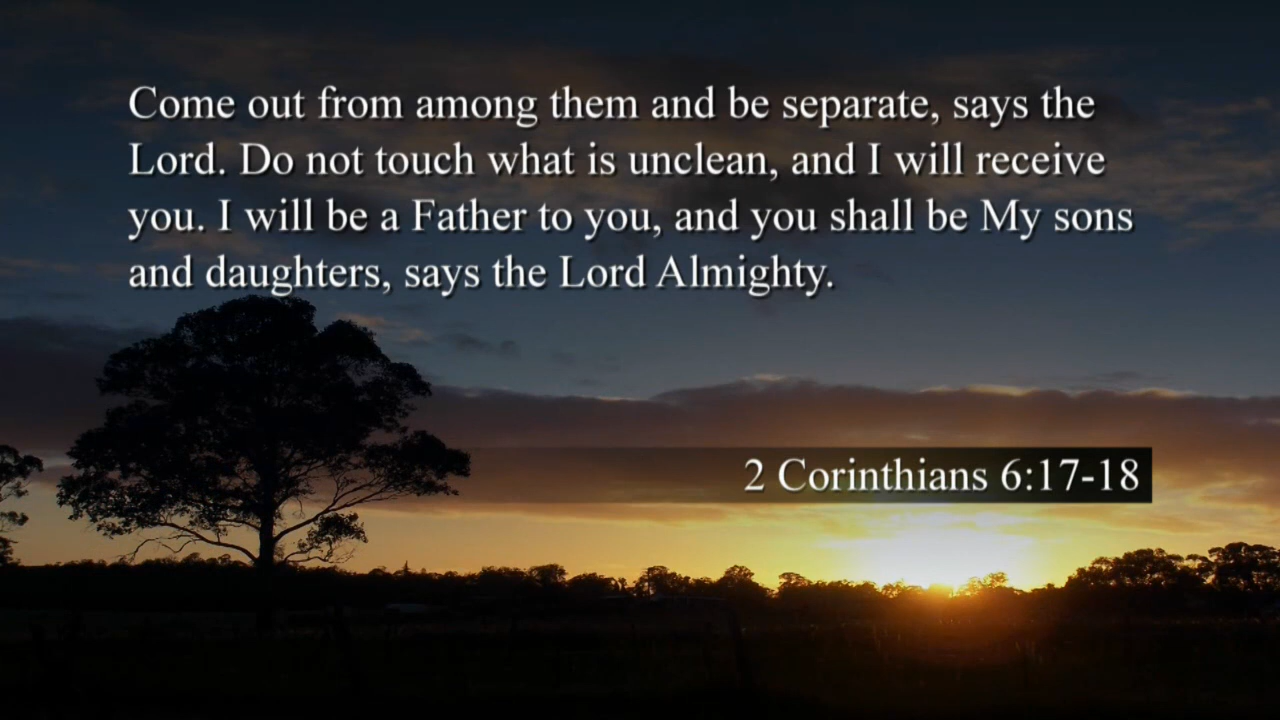 Come out from among them and be separate, says the
Lord. Do not touch what is unclean, and I will receive
you. I will be a Father to you, and you shall be My sons
and daughters, says the Lord Almighty.
2 Corinthians 6:17-18